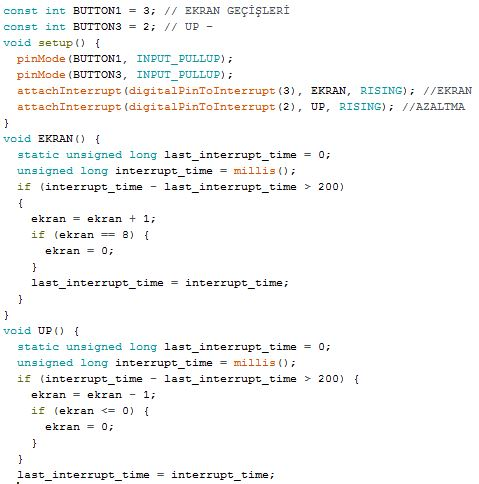 const int BUTTON1 = 3; // EKRAN GEÇİŞLERİ
const int BUTTON3 = 2; // UP -
void setup() {
  pinMode(BUTTON1, INPUT_PULLUP);
  pinMode(BUTTON3, INPUT_PULLUP);
  attachInterrupt(digitalPinToInterrupt(3), EKRAN, RISING); //EKRAN
  attachInterrupt(digitalPinToInterrupt(2), UP, RISING); //AZALTMA
}
void EKRAN() {
  static unsigned long last_interrupt_time = 0;
  unsigned long interrupt_time = millis();
  if (interrupt_time - last_interrupt_time > 200)
  {
    ekran = ekran + 1;
    if (ekran == 8) {
      ekran = 0;
    }
    last_interrupt_time = interrupt_time;
  }
}
void UP() {
  static unsigned long last_interrupt_time = 0;
  unsigned long interrupt_time = millis();
  if (interrupt_time - last_interrupt_time > 200) {
    ekran = ekran - 1;
    if (ekran <= 0) {
      ekran = 0;
    }
  }
  last_interrupt_time = interrupt_time;